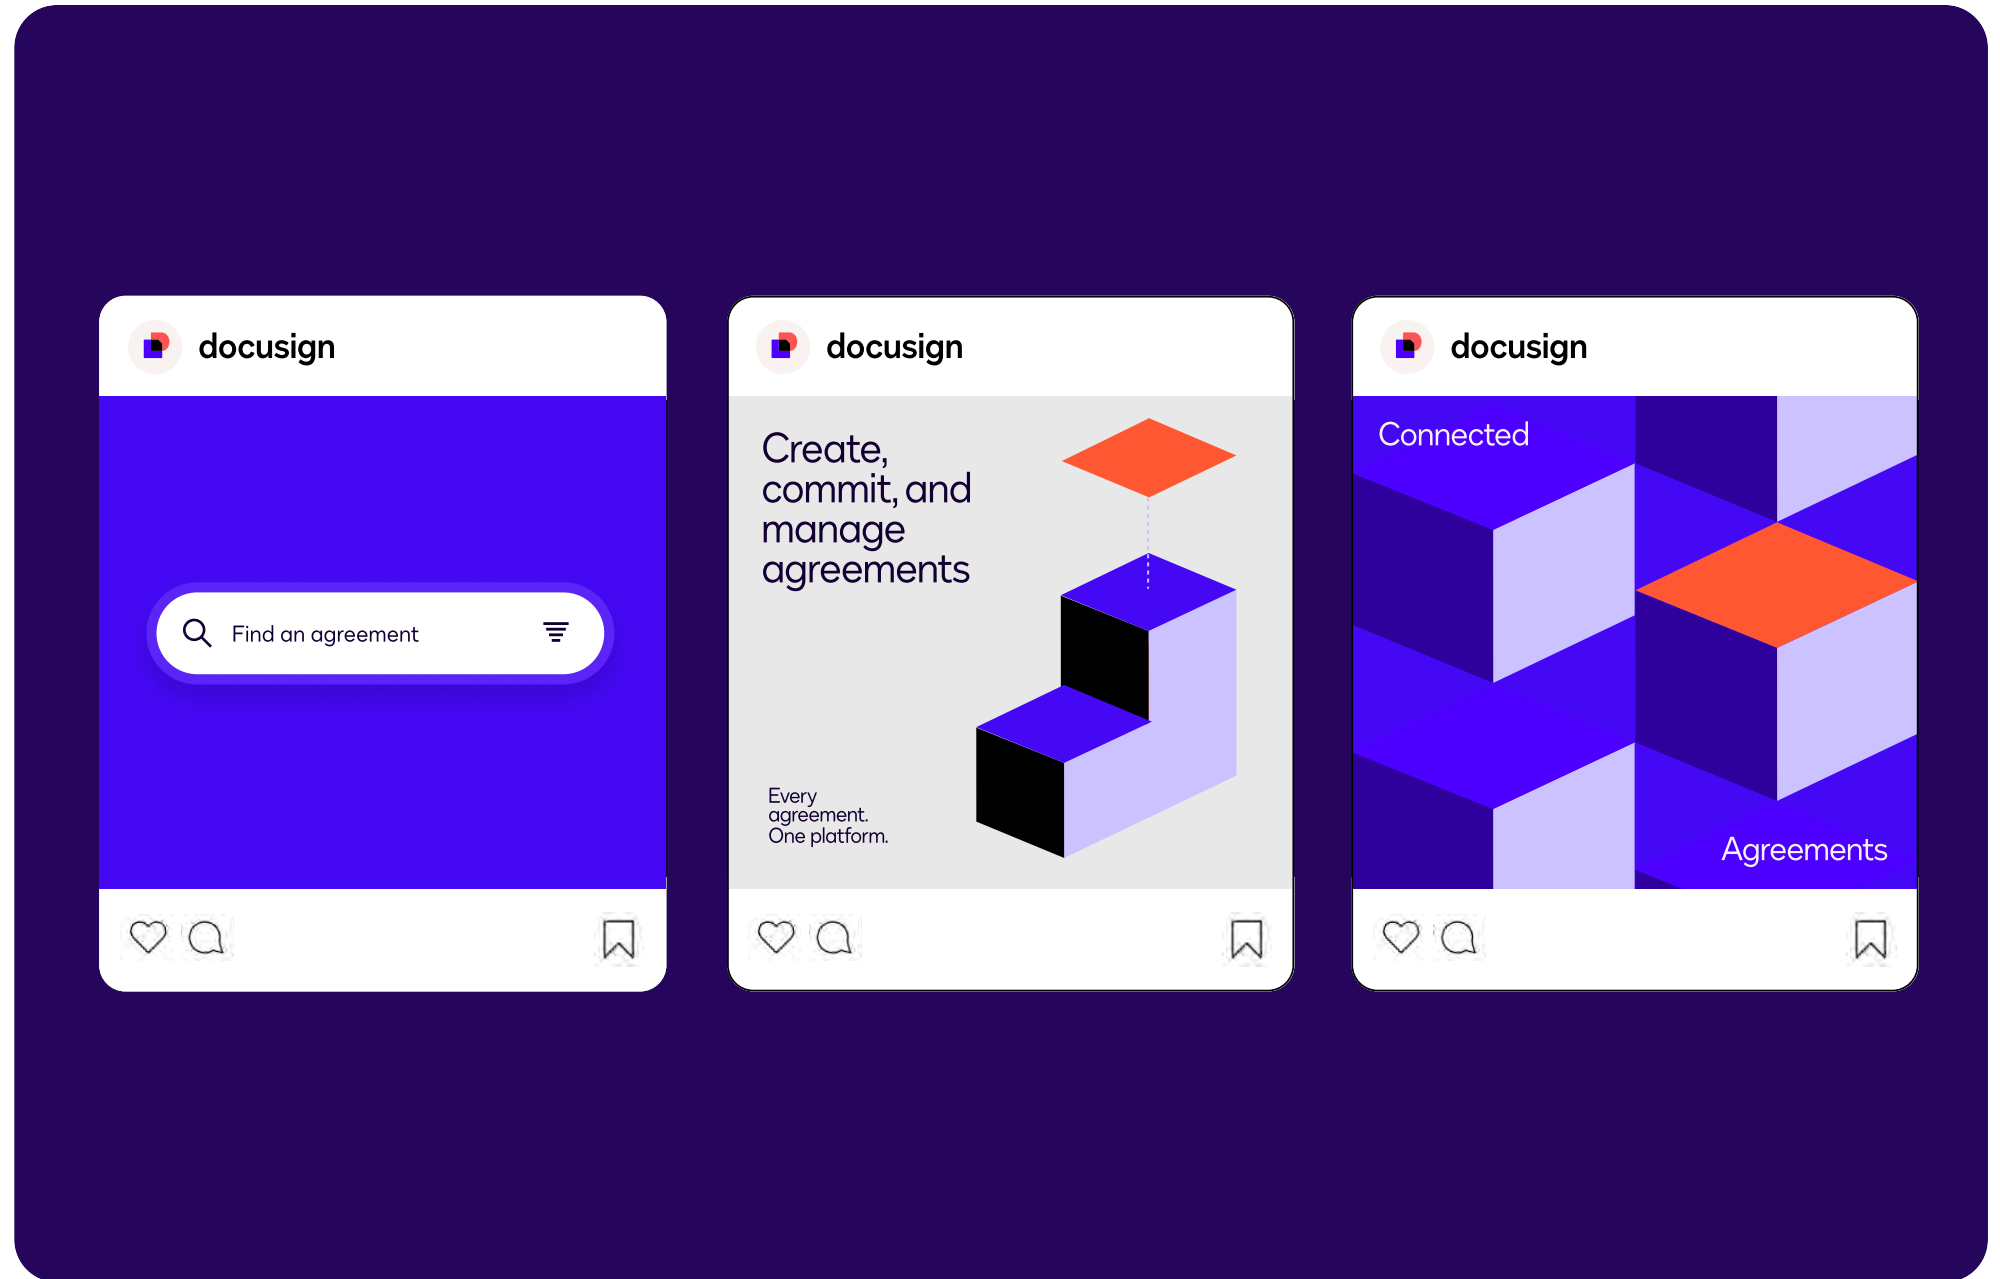 docusign
Find an agreement
docusign
Create,
commit, and
manage
agreements
Every
agreement.
One platform.
docusign
Connected
Agreements